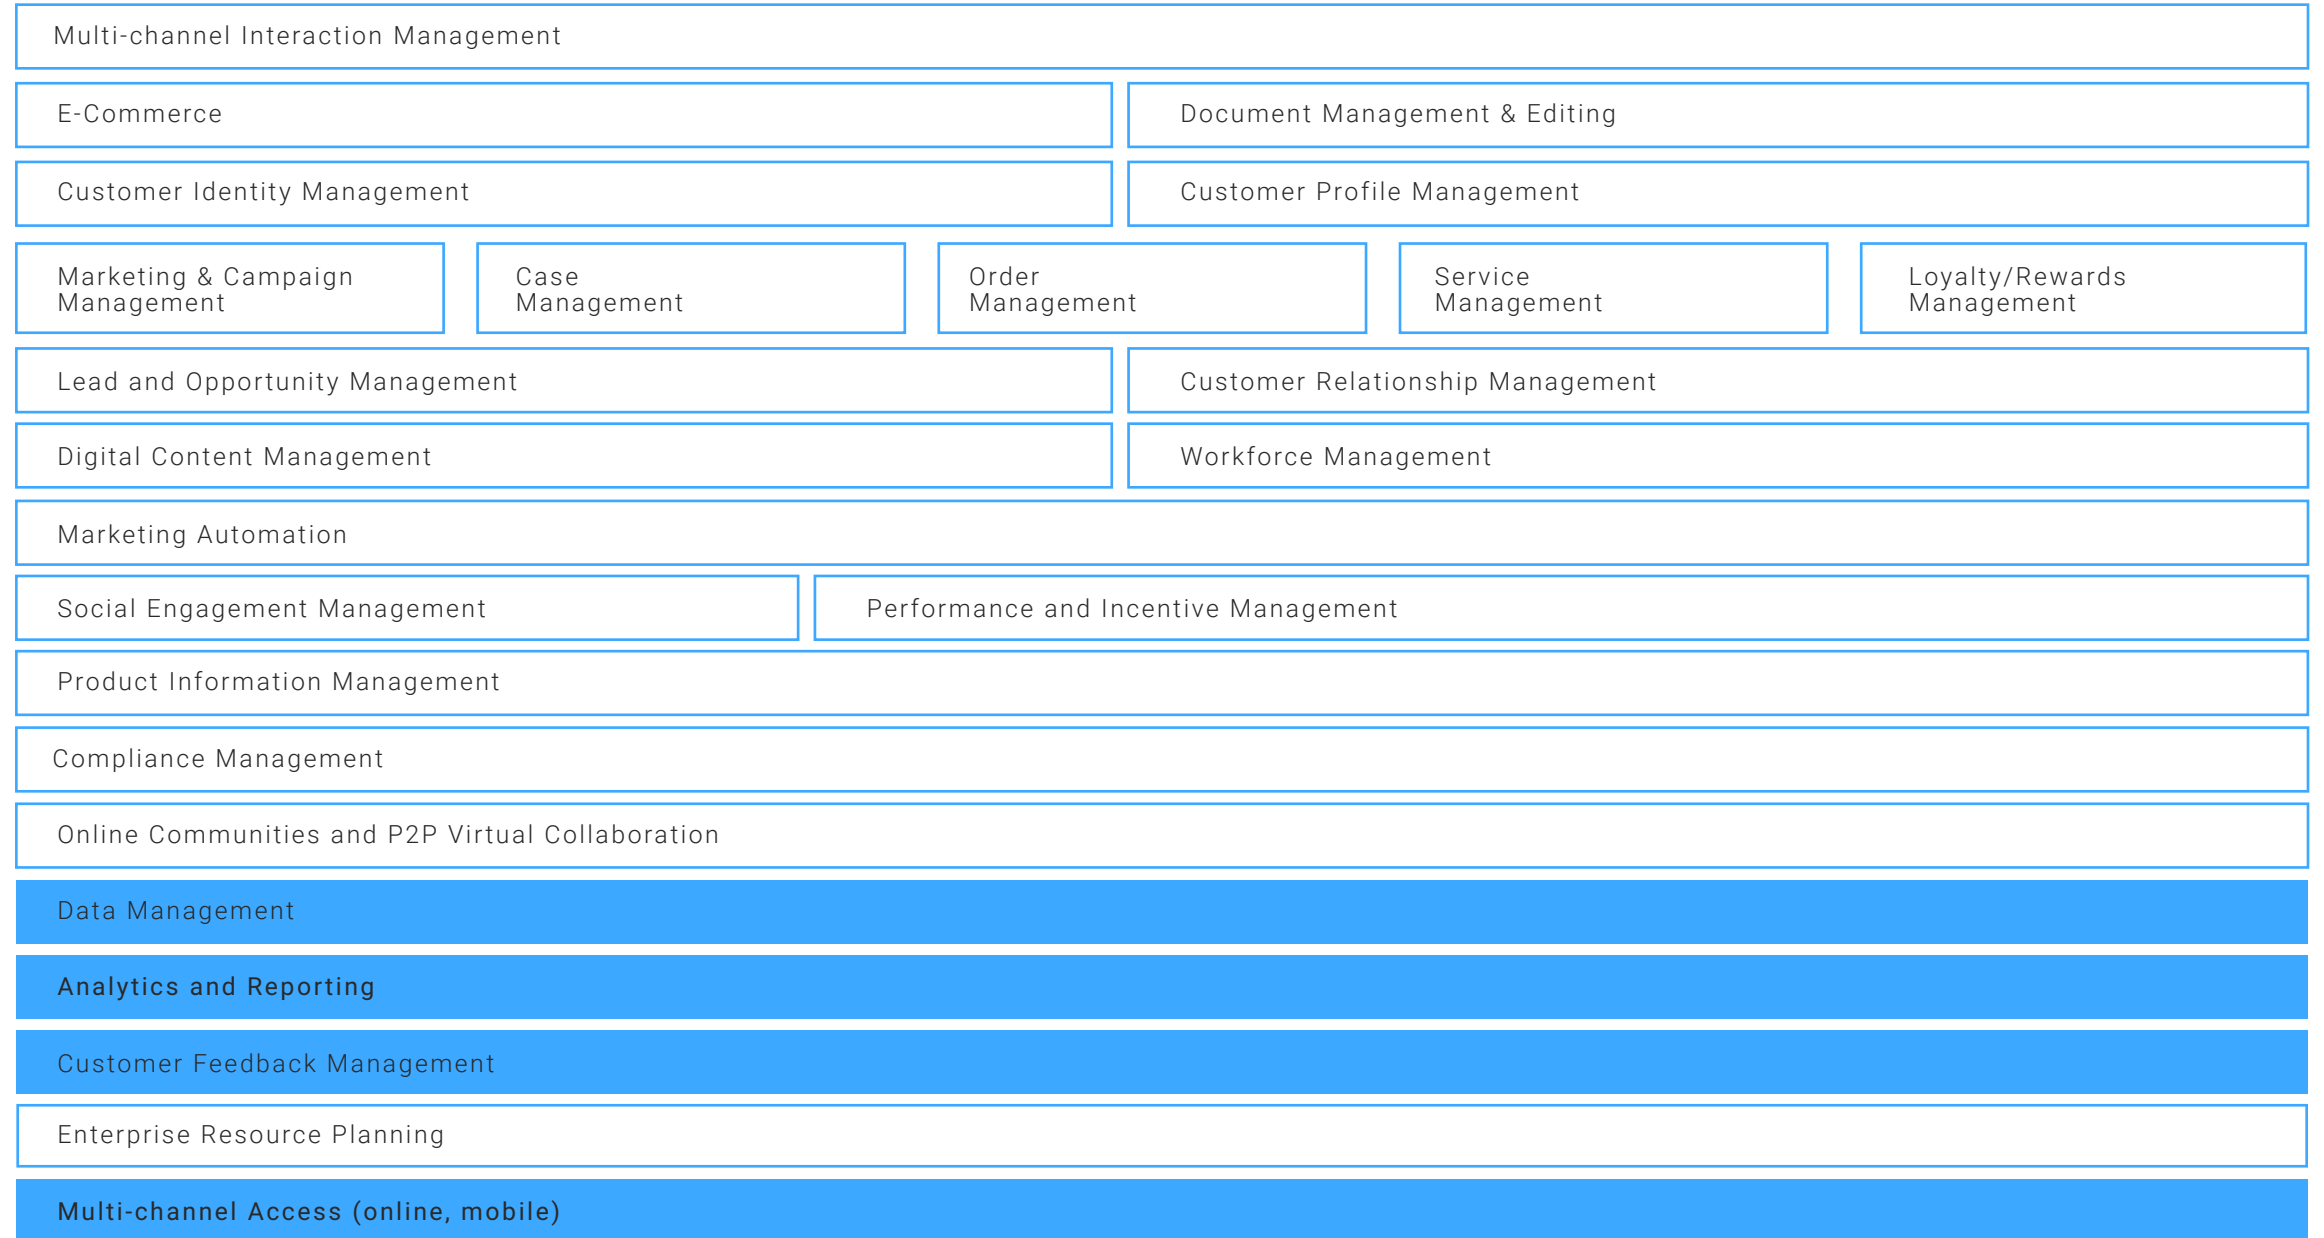 Multi-channel Interaction Management
E-Commerce
Document Management & Editing
Customer Identity Management
Customer Profile Management
Marketing & Campaign
Management
Case
Management
Order
Management
Service
Management
Loyalty/Rewards
Management
Lead and Opportunity Management
Customer Relationship Management
Digital Content Management
Workforce Management
Marketing Automation
Social Engagement Management
Performance and Incentive Management
Product Information Management
Compliance Management
Online Communities and P2P Virtual Collaboration
Data Management
Analytics and Reporting
Customer Feedback Management
Enterprise Resource Planning
Multi-channel Access (online, mobile)